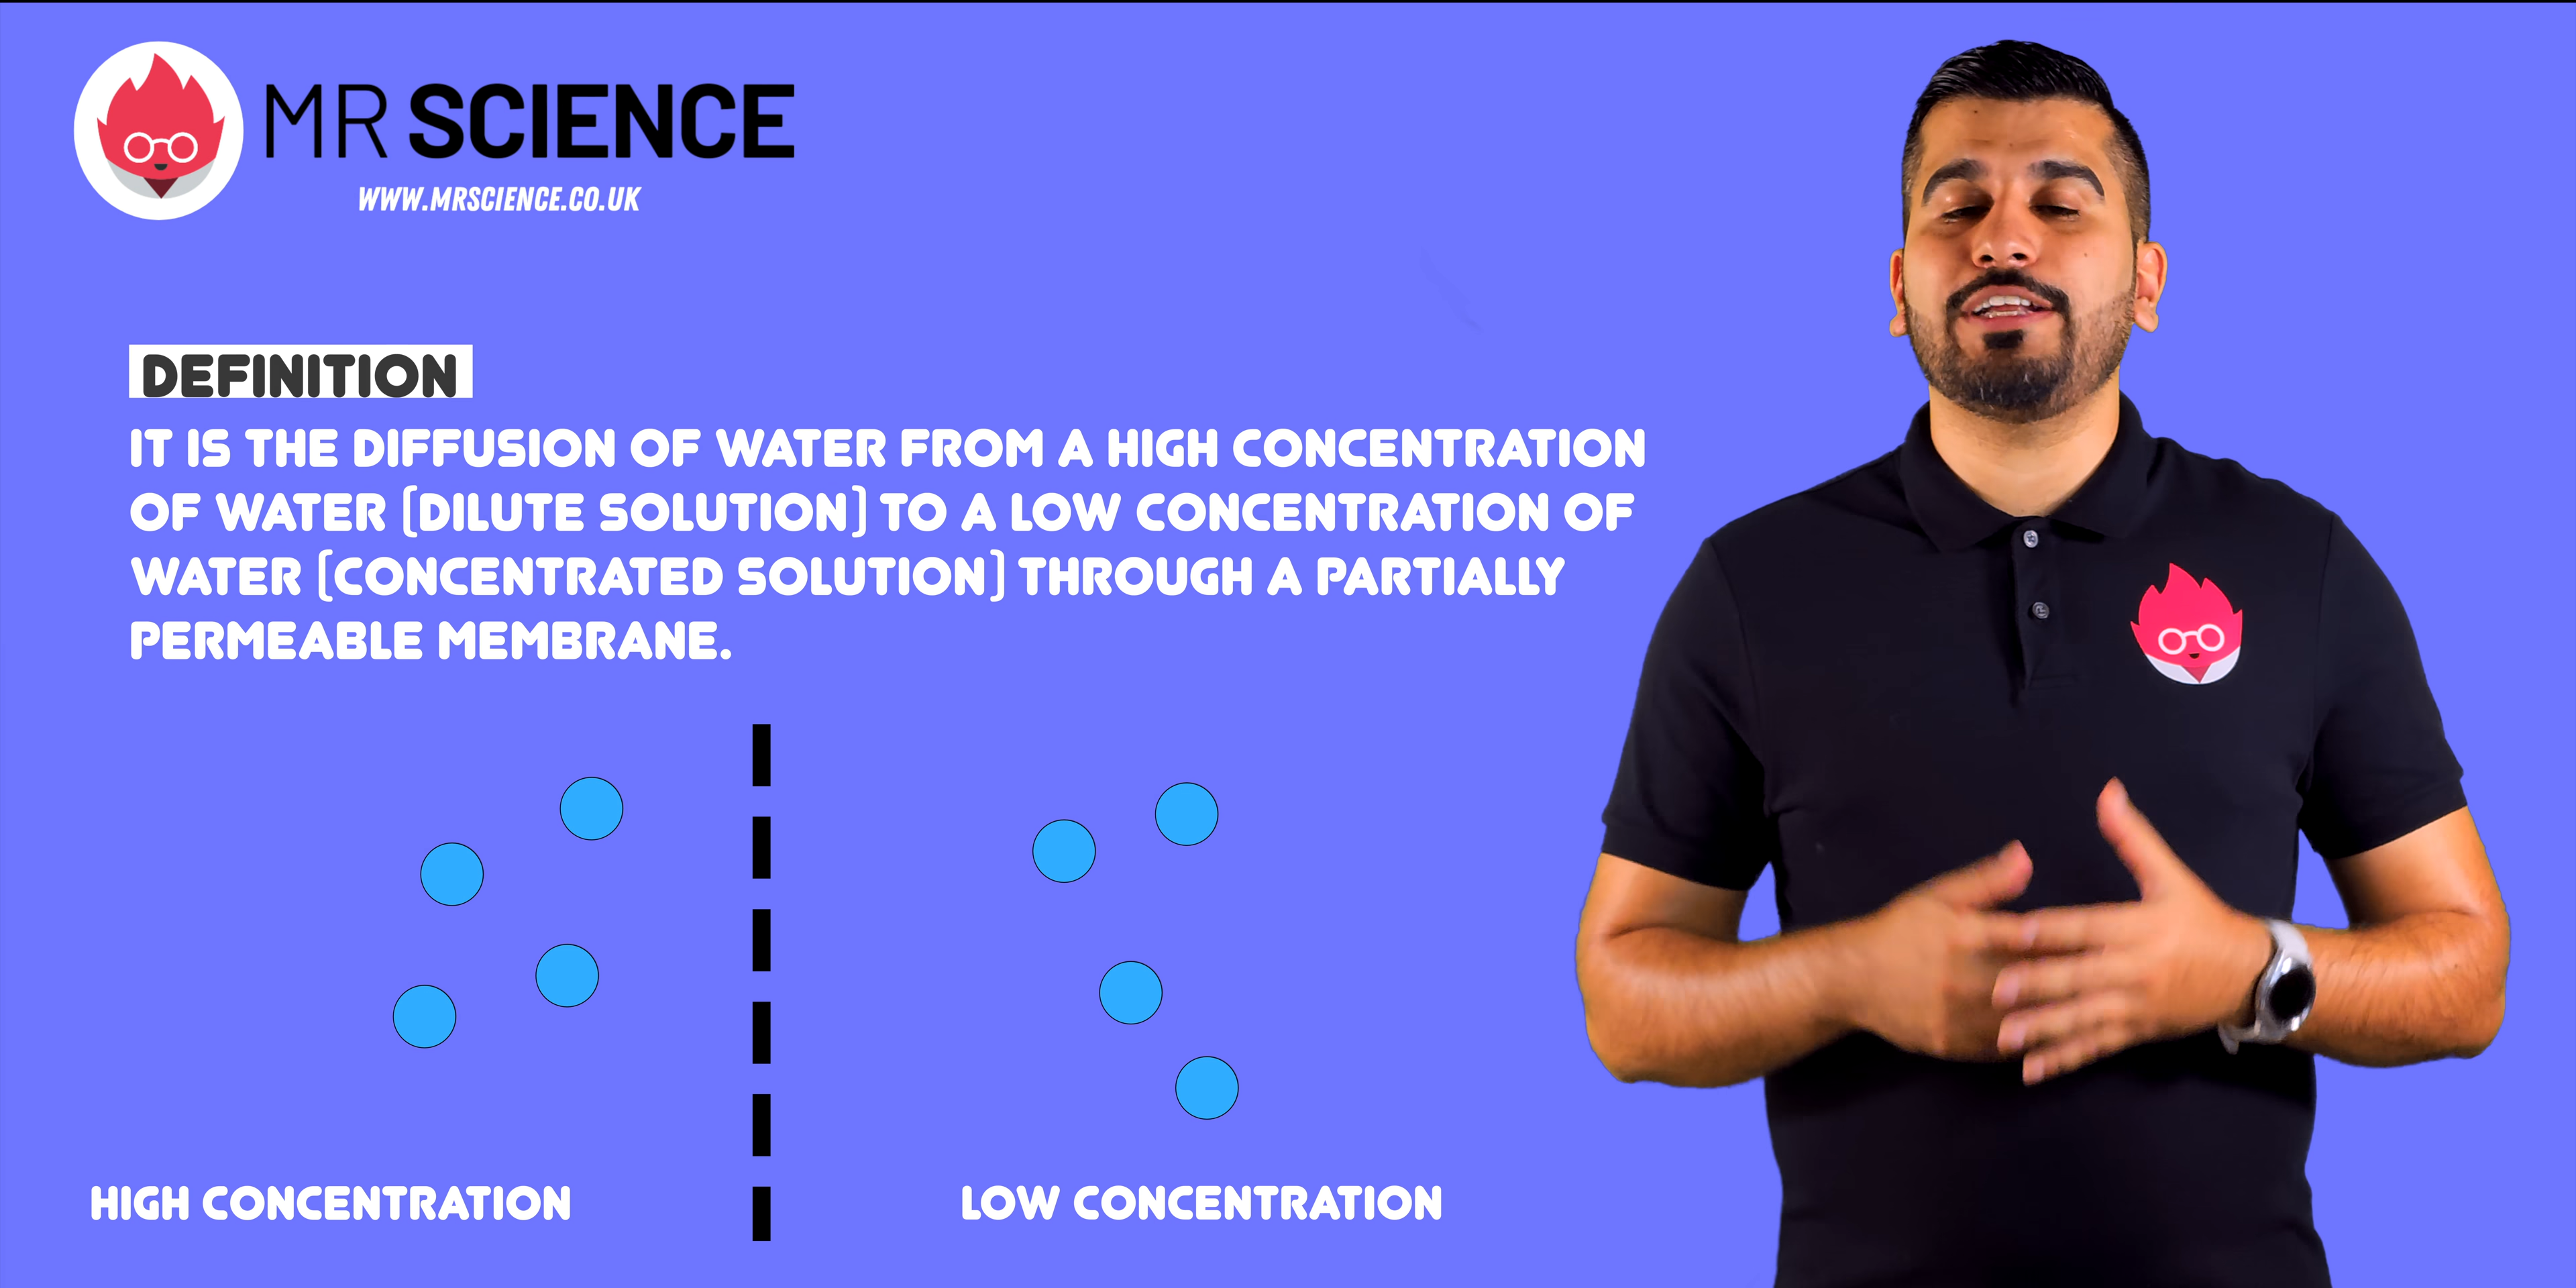 MR SCIENCE
WWW.MRSCIENCE.CO.UK
DEFINITION
IT IS THE DIFFUSION OF WATER FROM A HIGH CONCENTRATION
OF WATER (DILUTE SOLUTION) TO A LOW CONCENTRATION OF
WATER (CONCENTRATED SOLUTION) THROUGH A PARTIALLY
PERMEABLE MEMBRANE.
HIGH CONCENTRATION
LOW CONCENTRATION